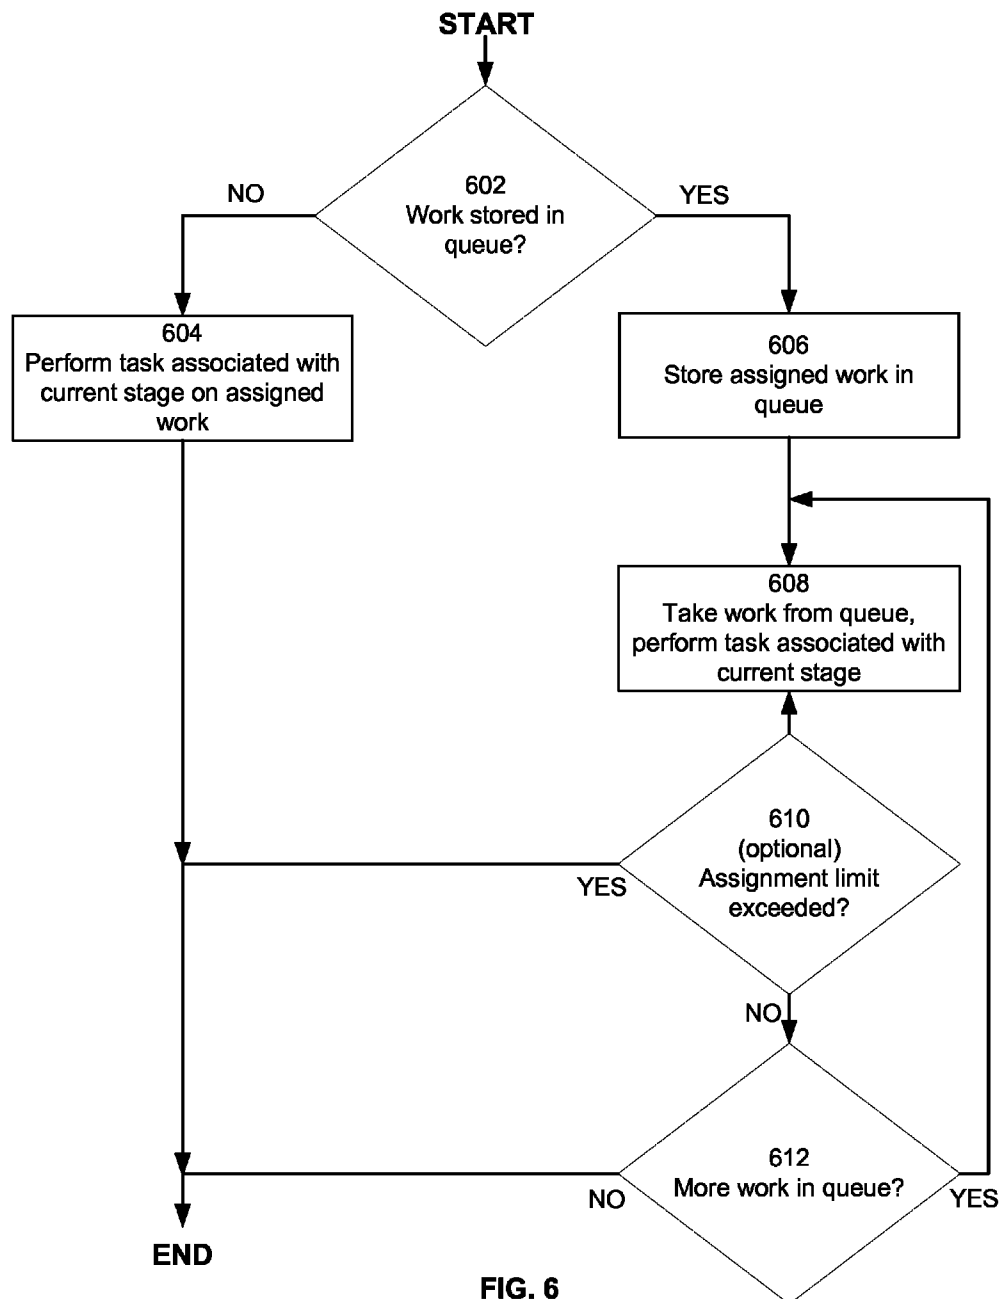 START
602
Work stored in
queue?
NO
YES
604
Perform task associated with
current stage on assigned
work
606
Store assigned work in
queue
608
Take work from queue,
perform task associated with
current stage
610
(optional)
Assignment limit
exceeded?
YES
NO
612
More work in queue?
NO
YES
END
FIG. 6